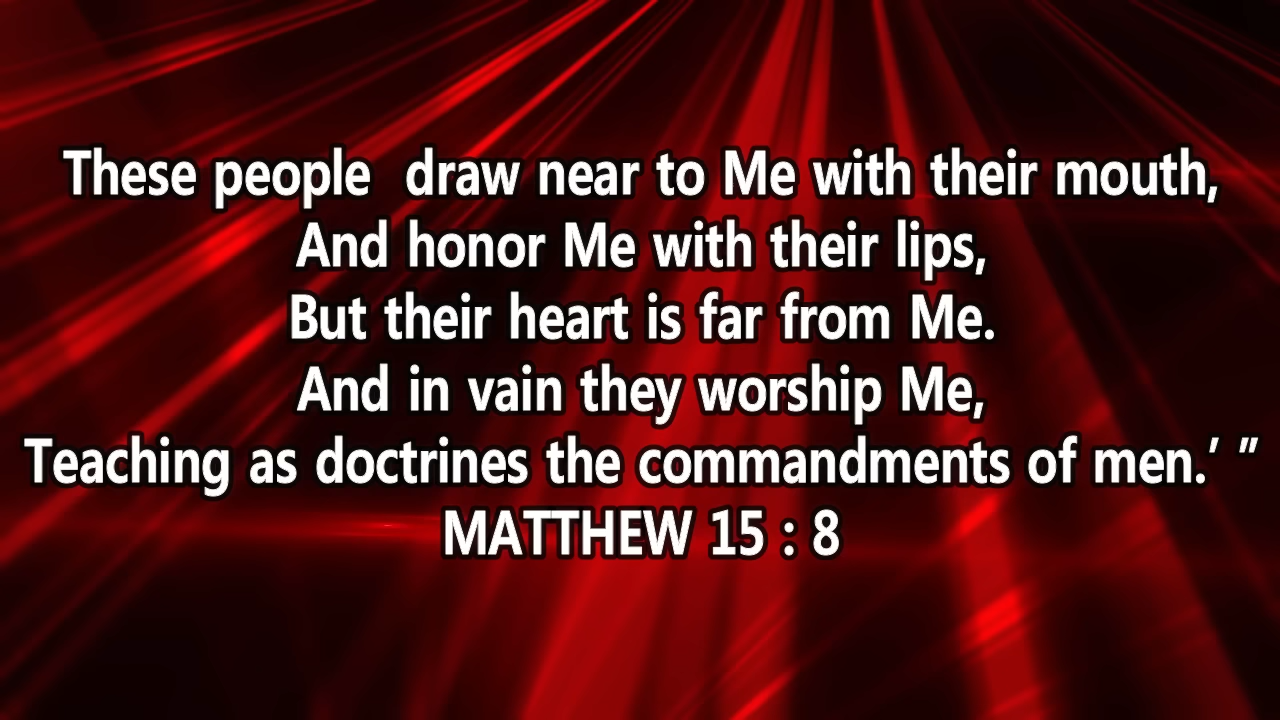 These people  draw near to Me with their mouth,
And honor Me with their lips,
But their heart is far from Me.
And in vain they worship Me,
Teaching as doctrines the commandments of men.’ ”
MATTHEW 15 : 8